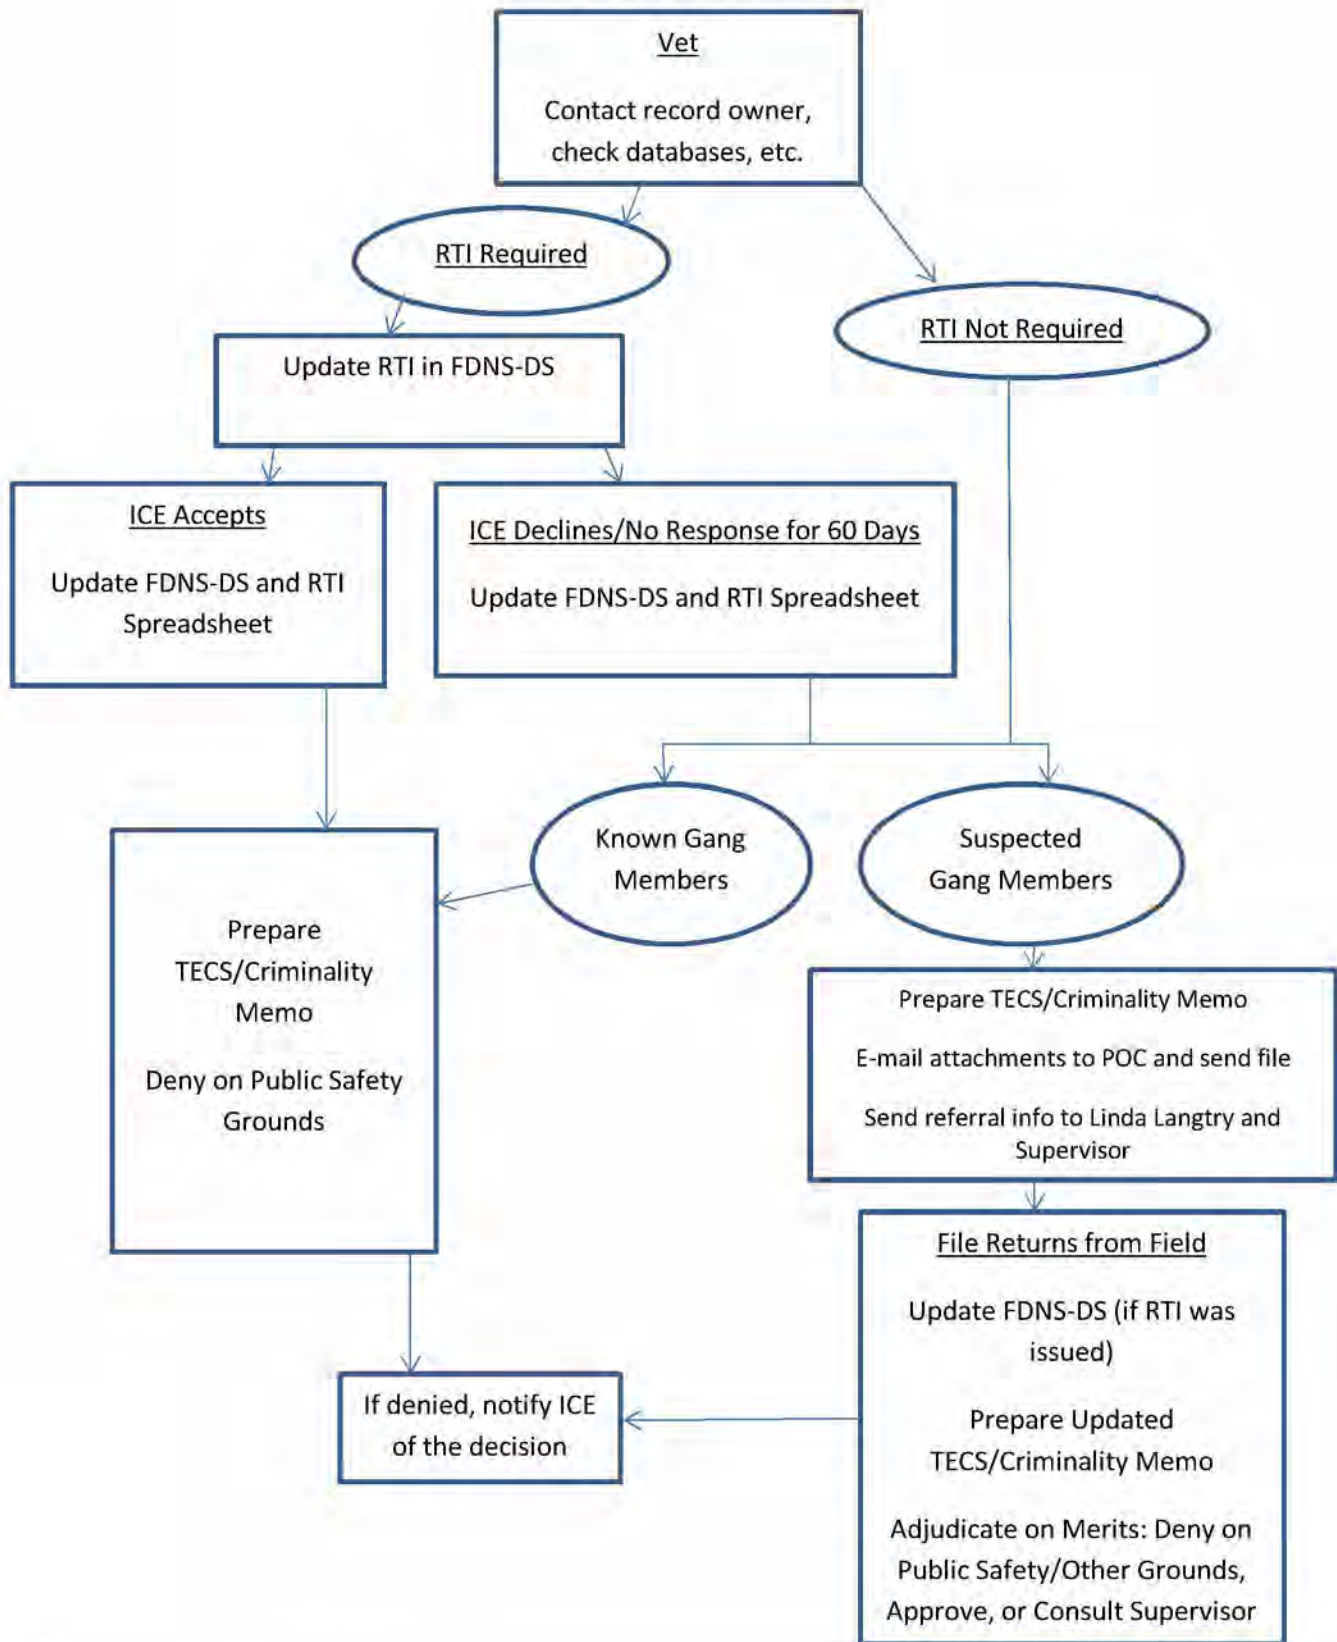 Vet
Contact record owner,
check databases, etc.
RTI Required
RTI Not Required
Update RTI in FDNS-DS
ICE Accepts
Update FDNS-DS and RTI
Spreadsheet
ICE Declines/No Response for 60 Days
Update FDNS-DS and RTI Spreadsheet
Known Gang
Members
Suspected
Gang Members
Prepare
TECS/Criminality
Memo
Deny on Public Safety
Grounds
Prepare TECS/Criminality Memo
E-mail attachments to POC and send file
Send referral info to Linda Langtry and
Supervisor
File Returns from Field
Update FDNS-DS (if RTI was
issued)
Prepare Updated
TECS/Criminality Memo
Adjudicate on Merits: Deny on
Public Safety/Other Grounds,
Approve, or Consult Supervisor
If denied, notify ICE
of the decision